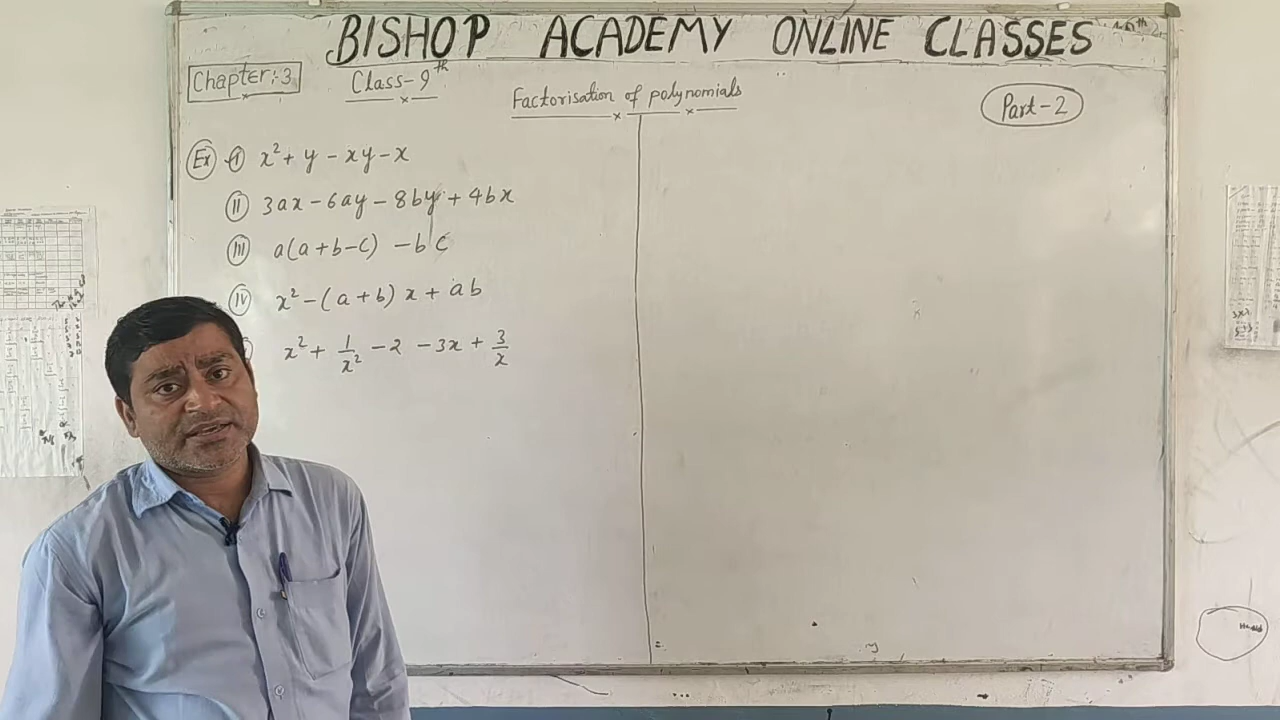 BISHOP ACADEMY ONLINE CLASSES
Chapter:-3
Class-9th
Factorisation of polynomials
Part-2
Ex (i) x² + y - xy - x
(ii) 3ax - 6ay - 8by + 4bx
(iii) a(a+b-c) - bc
(iv) x² - (a+b)x + ab
x² + 1/x² - 2 - 3x + 3/x